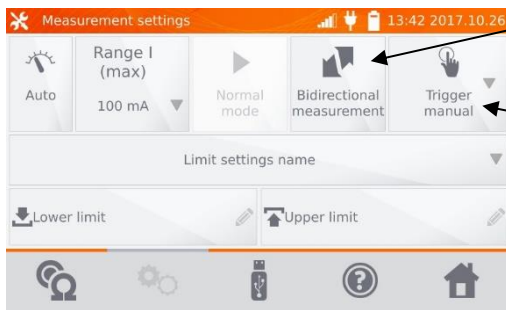 Measurement settings
13:42 2017.10.26
Auto
Range I
(max)
100 mA
Normal
mode
Bidirectional
measurement
Trigger
manual
Limit settings name
Lower limit
Upper limit